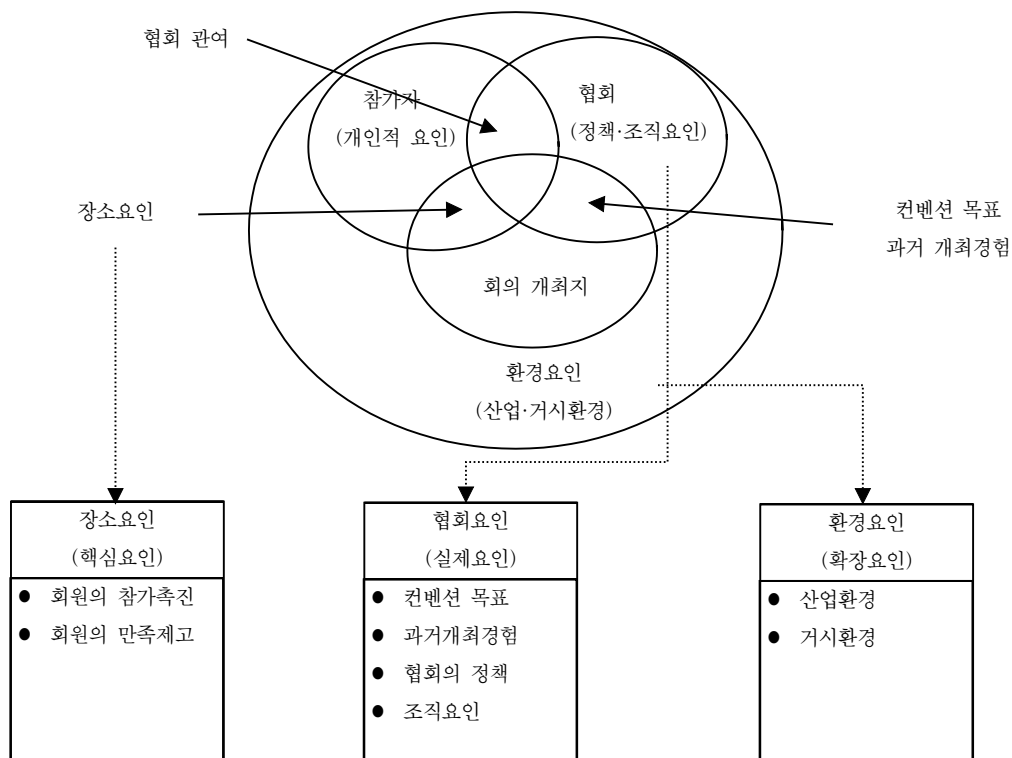 협회 관여
참가자
(개인적 요인)
협회
(정책·조직요인)
장소요인
컨벤션 목표
과거 개최경험
회의 개최지
환경요인
(산업·거시환경)
장소요인
(핵심요인)
● 회원의 참가촉진
● 회원의 만족제고
협회요인
(실제요인)
● 컨벤션 목표
● 과거개최경험
● 협회의 정책
● 조직요인
환경요인
(확장요인)
● 산업환경
● 거시환경